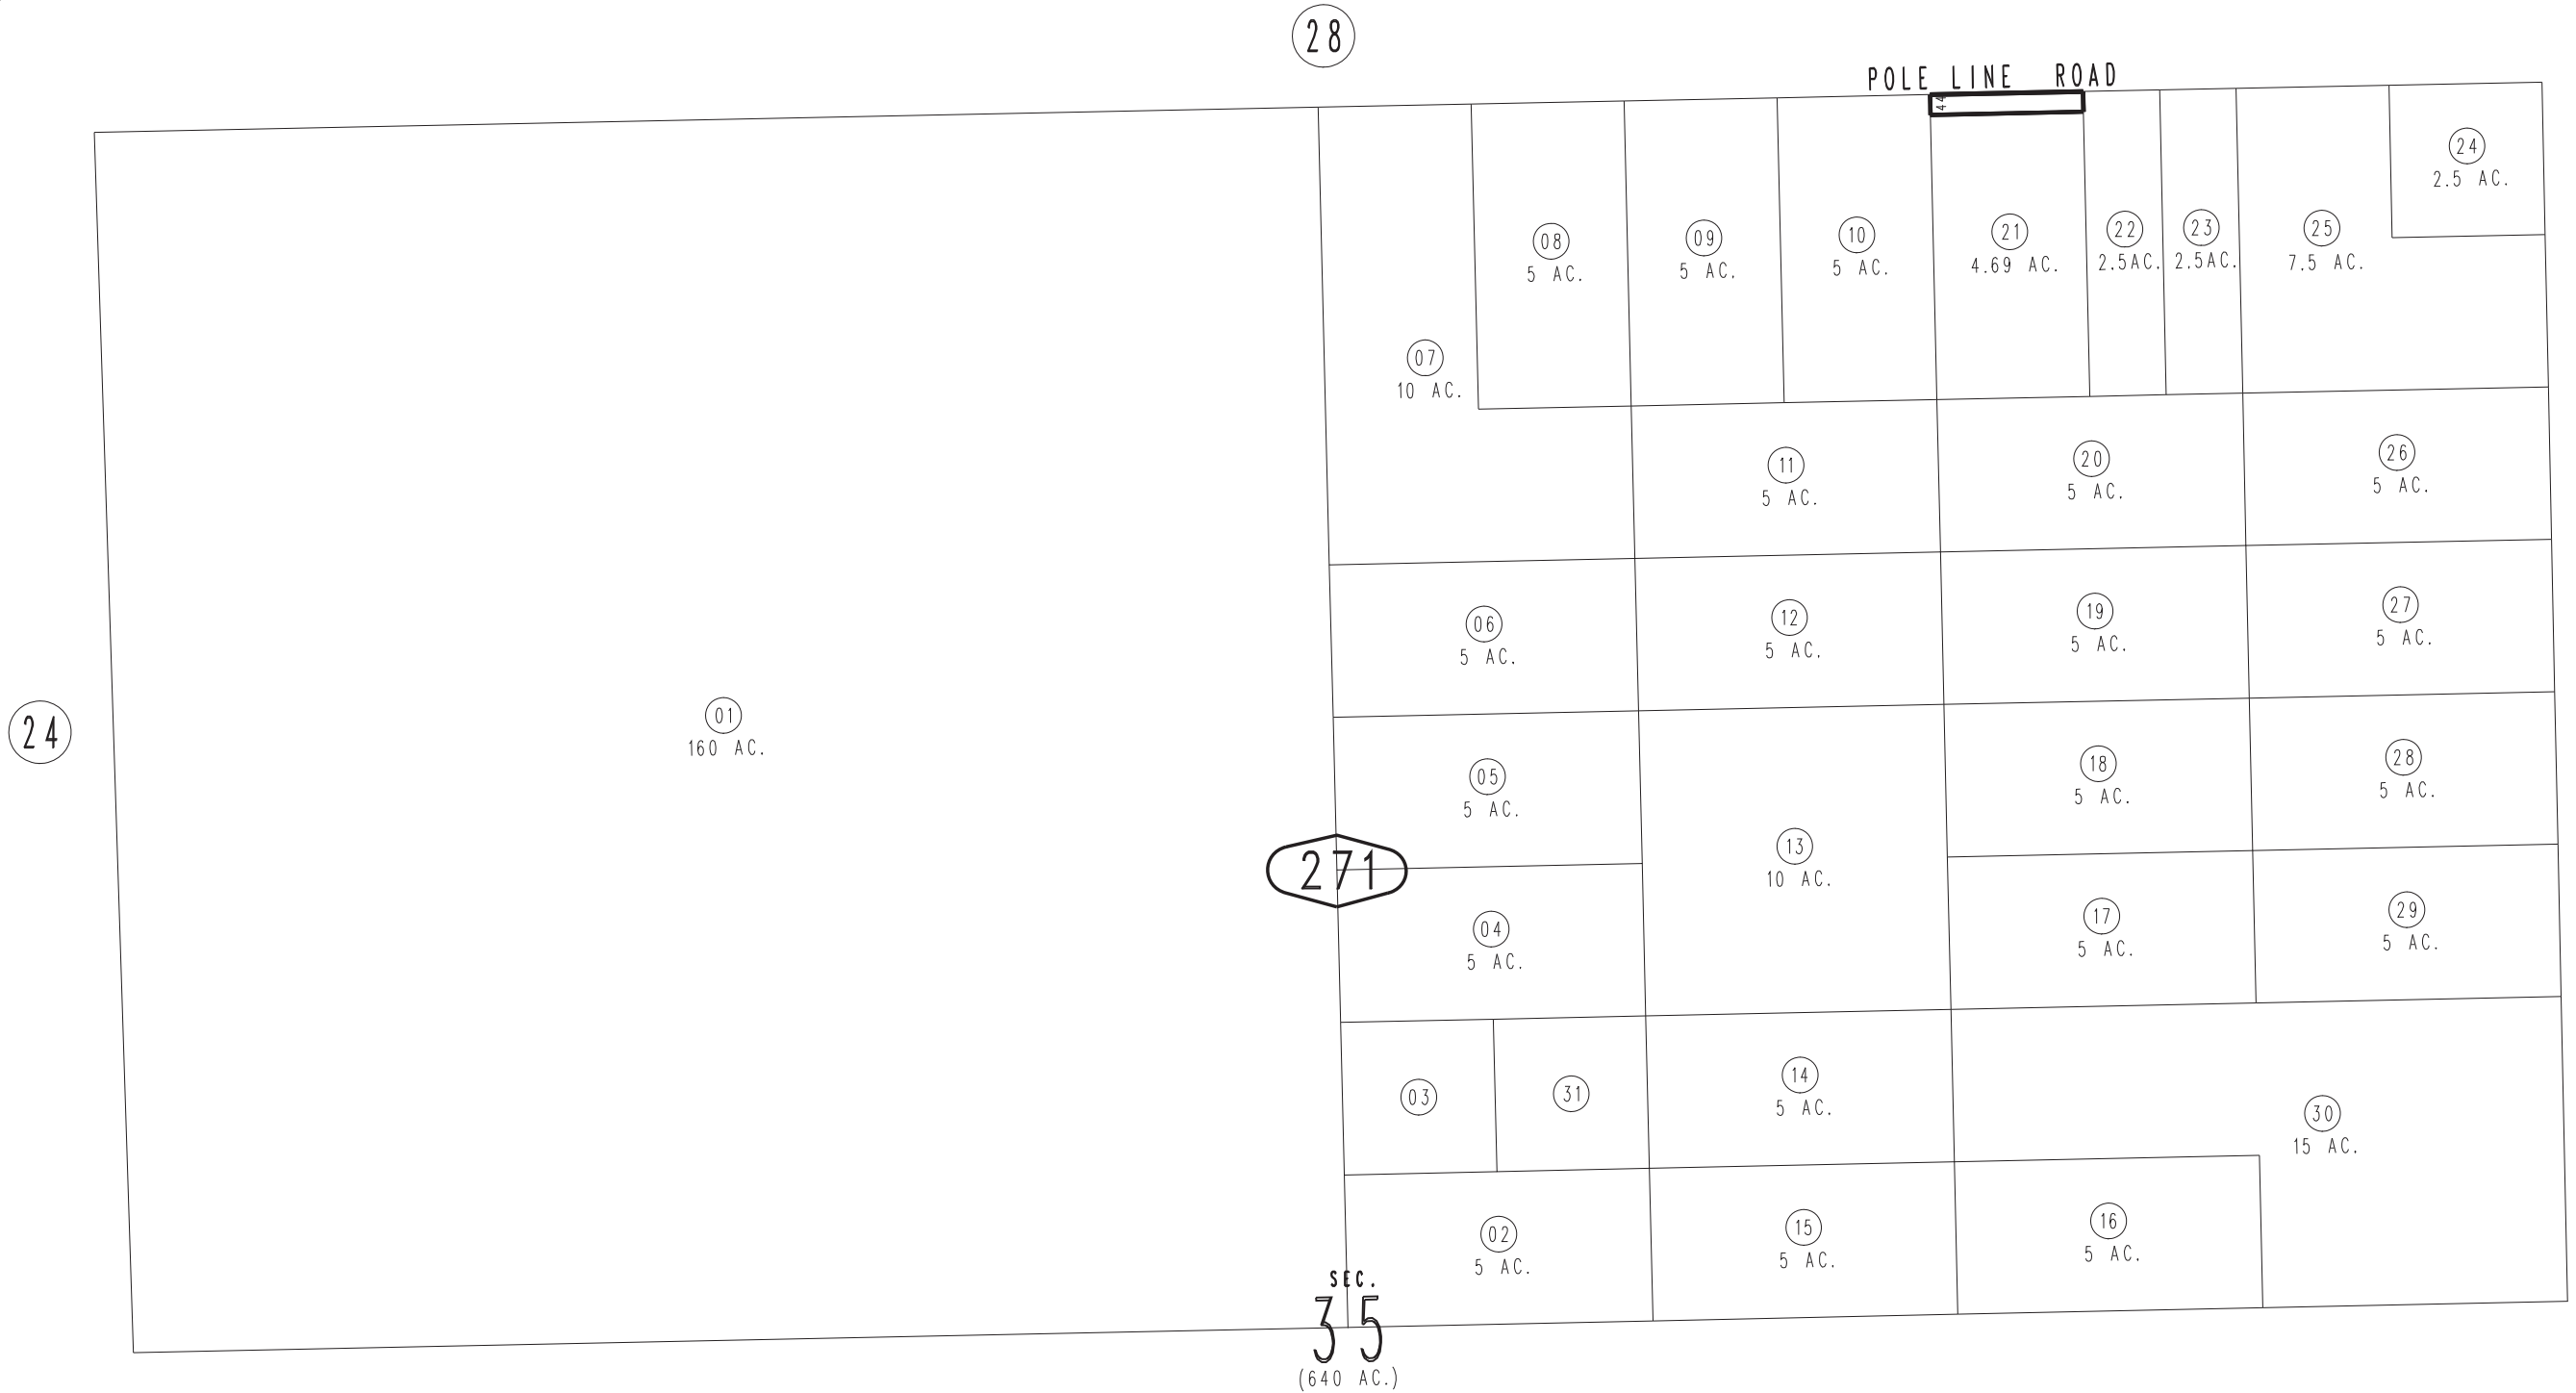 28
POLE LINE ROAD
44
24
2.5 AC.
08
5 AC.
09
5 AC.
10
5 AC.
21
4.69 AC.
22
2.5AC.
23
2.5AC.
25
7.5 AC.
07
10 AC.
11
5 AC.
20
5 AC.
26
5 AC.
06
5 AC.
12
5 AC.
19
5 AC.
27
5 AC.
24
01
160 AC.
05
5 AC.
18
5 AC.
28
5 AC.
271
13
10 AC.
04
5 AC.
17
5 AC.
29
5 AC.
03
31
14
5 AC.
30
15 AC.
02
5 AC.
15
5 AC.
16
5 AC.
SEC.
35
(640 AC.)